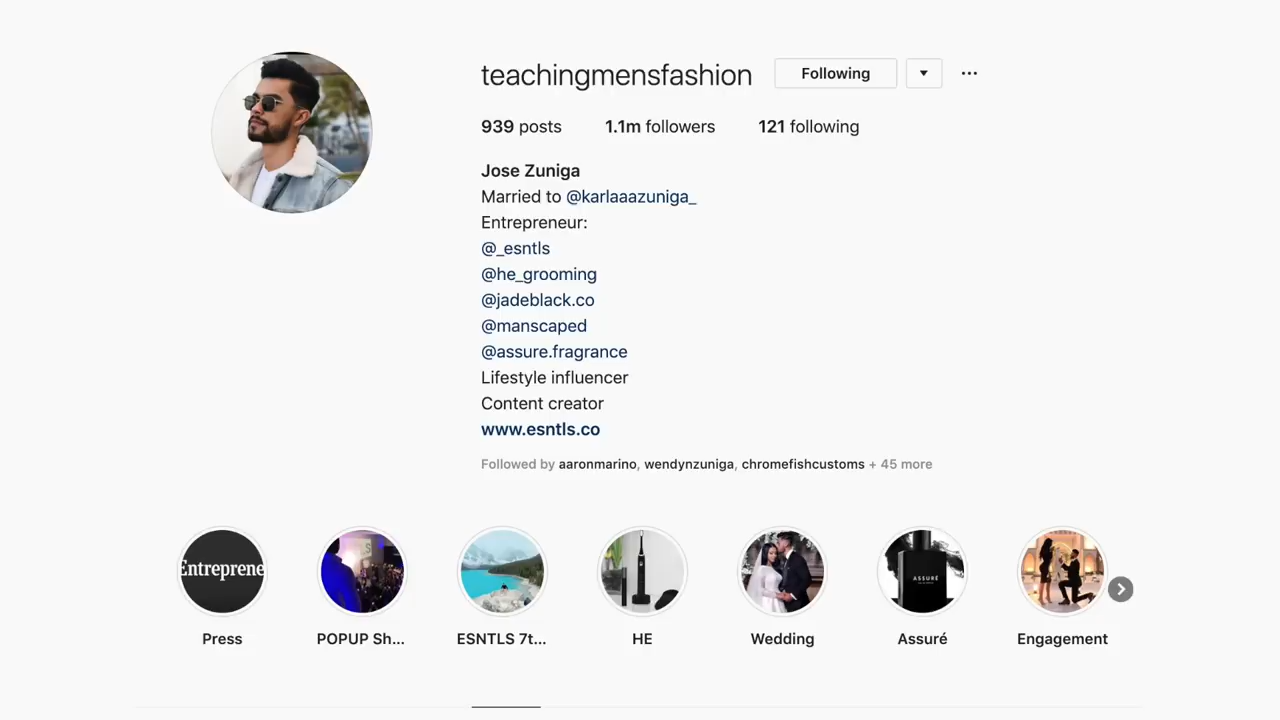 teachingmensfashion Following
939 posts 1.1m followers 121 following
Jose Zuniga
Married to @karlaaazuniga_
Entrepreneur:
@_esntls
@he_grooming
@jadeblack.co
@manscaped
@assure.fragrance
Lifestyle influencer
Content creator
www.esntls.co
Followed by aaronmarino, wendynzuniga, chromefishcustoms + 45 more
Entreprene
S
ASSURÉ
Press POPUP Sh... ESNTLS 7t... HE Wedding Assuré Engagement